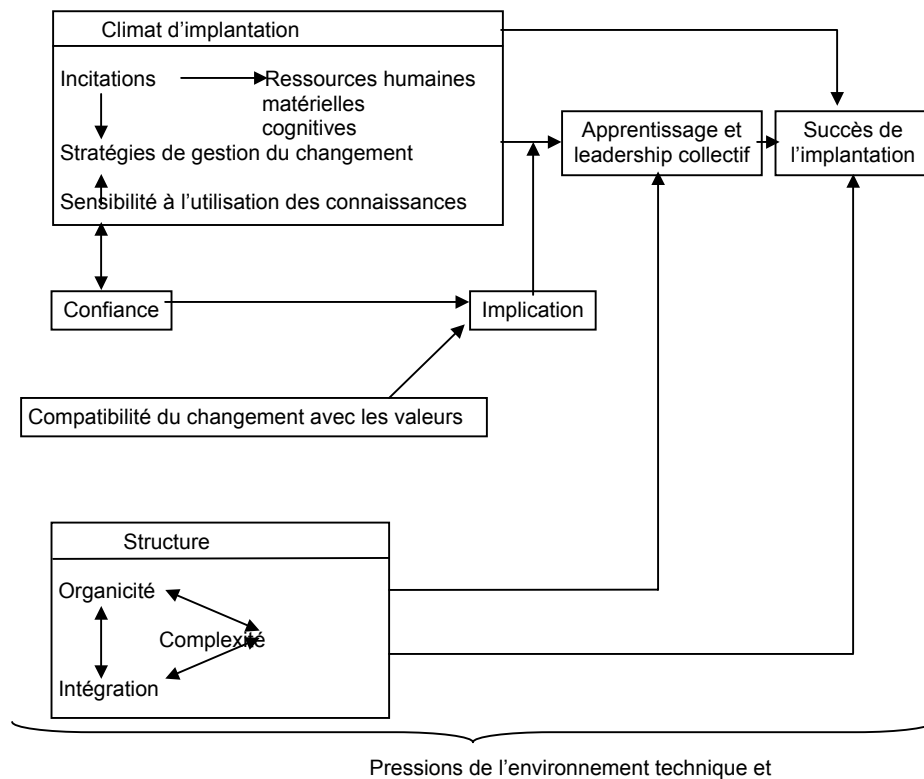 Climat d’implantation
Incitations
Ressources humaines
matérielles
cognitives
Stratégies de gestion du changement
Sensibilité à l’utilisation des connaissances
Apprentissage et
leadership collectif
Succès de
l’implantation
Confiance
Implication
Compatibilité du changement avec les valeurs
Structure
Organicité
Complexité
Intégration
Pressions de l’environnement technique et